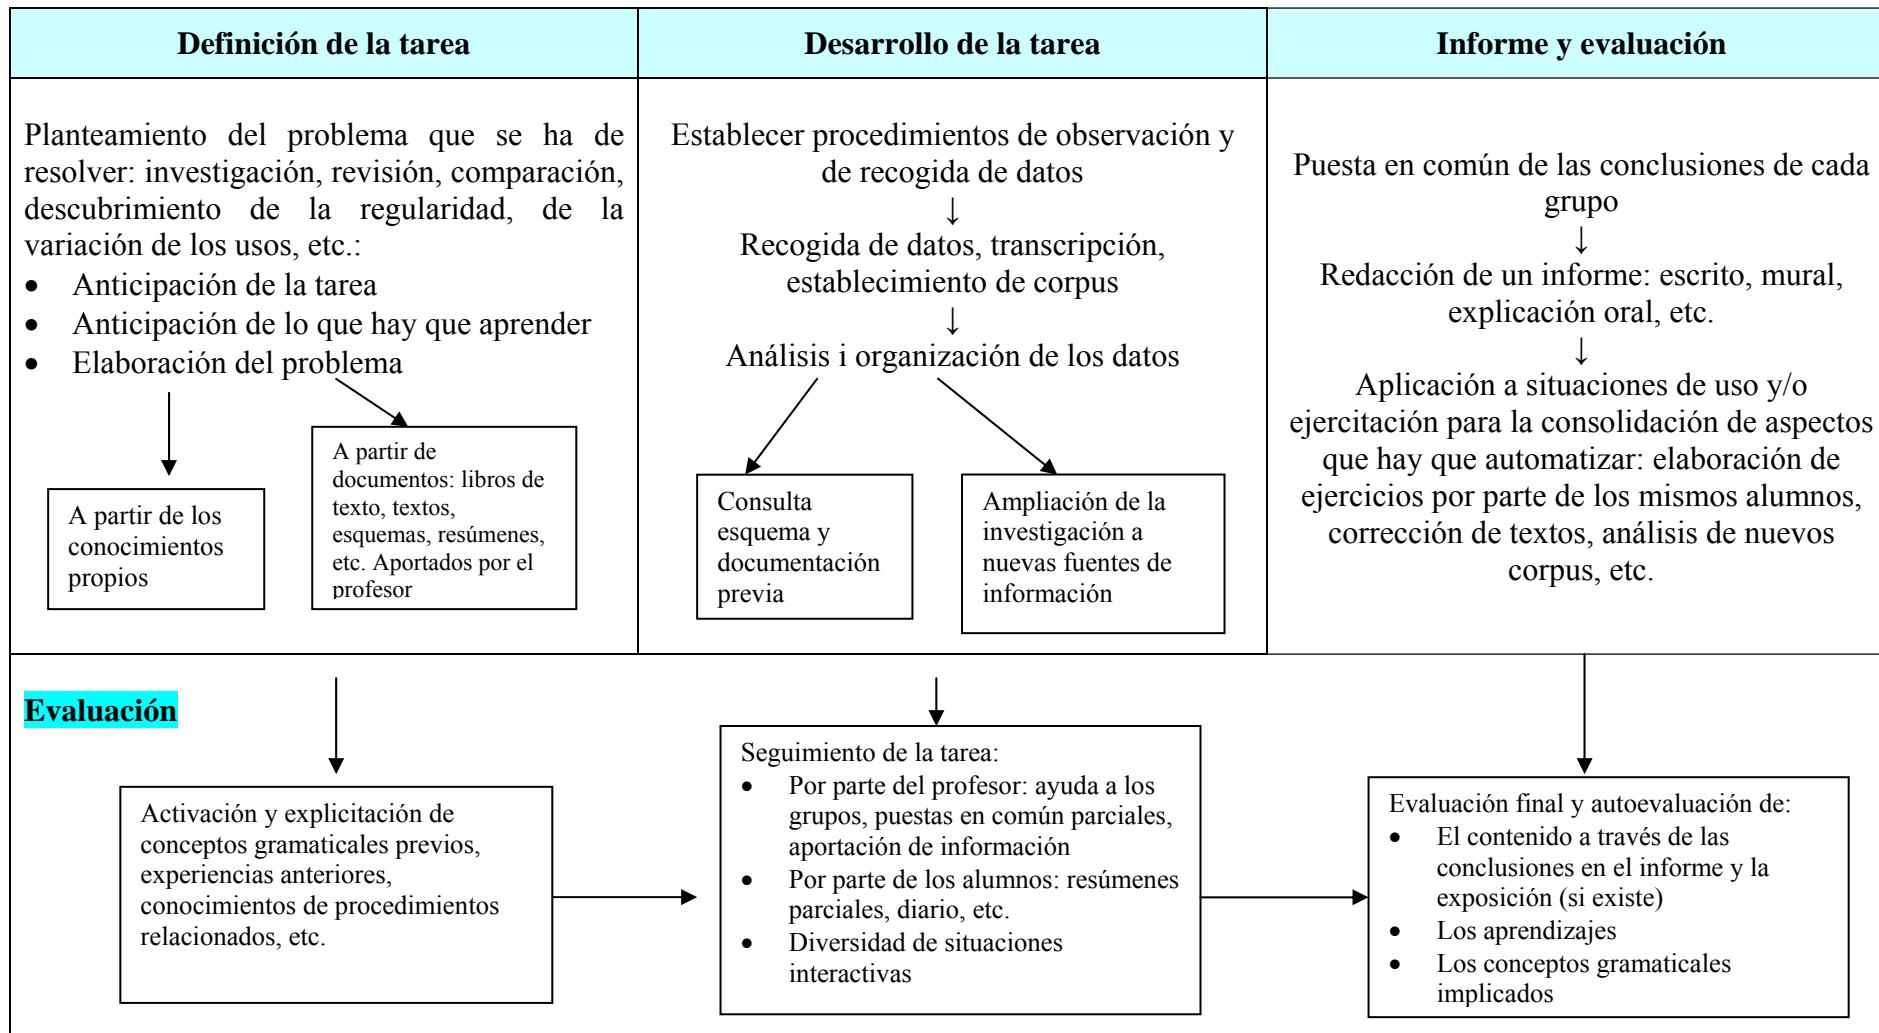 Definición de la tarea
Desarrollo de la tarea
Informe y evaluación
Planteamiento del problema que se ha de
resolver: investigación, revisión, comparación,
descubrimiento de la regularidad, de la
variación de los usos, etc.:
• Anticipación de la tarea
• Anticipación de lo que hay que aprender
• Elaboración del problema
A partir de los
conocimientos
propios
A partir de
documentos: libros de
texto, textos,
esquemas, resúmenes,
etc. Aportados por el
profesor
Establecer procedimientos de observación y
de recogida de datos
↓
Recogida de datos, transcripción,
establecimiento de corpus
↓
Análisis i organización de los datos
Consulta
esquema y
documentación
previa
Ampliación de la
investigación a
nuevas fuentes de
información
Puesta en común de las conclusiones de cada
grupo
↓
Redacción de un informe: escrito, mural,
explicación oral, etc.
↓
Aplicación a situaciones de uso y/o
ejercitación para la consolidación de aspectos
que hay que automatizar: elaboración de
ejercicios por parte de los mismos alumnos,
corrección de textos, análisis de nuevos
corpus, etc.
Evaluación
Activación y explicitación de
conceptos gramaticales previos,
experiencias anteriores,
conocimientos de procedimientos
relacionados, etc.
Seguimiento de la tarea:
• Por parte del profesor: ayuda a los
grupos, puestas en común parciales,
aportación de información
• Por parte de los alumnos: resúmenes
parciales, diario, etc.
• Diversidad de situaciones
interactivas
Evaluación final y autoevaluación de:
• El contenido a través de las
conclusiones en el informe y la
exposición (si existe)
• Los aprendizajes
• Los conceptos gramaticales
implicados